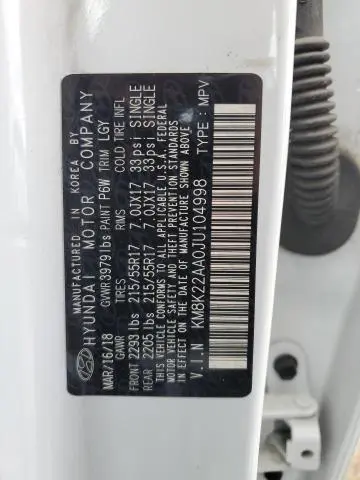 MANUFACTURED IN KOREA BY
HYUNDAI MOTOR COMPANY
MAR/16/18 GVWR 3979 lbs PAINT P6W TRIM LGY
GAWR TIRES RIMS COLD TIRE INFL
FRONT 2293 lbs 215/55R17 7.0JX17 33 psi SINGLE
REAR 2205 lbs 215/55R17 7.0JX17 33 psi SINGLE
THIS VEHICLE CONFORMS TO ALL APPLICABLE U.S.A. FEDERAL
MOTOR VEHICLE SAFETY, BUMPER, AND THEFT PREVENTION STANDARDS
IN EFFECT ON THE DATE OF MANUFACTURE SHOWN ABOVE.
V.I.N KM8K22AA0JU104998 TYPE : MPV